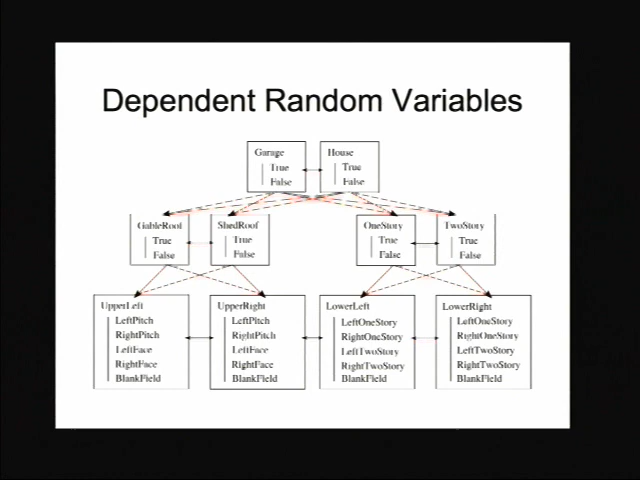 Dependent Random Variables
Garage
True
False
House
True
False
GableRoof
True
False
ShedRoof
True
False
OneStory
True
False
TwoStory
True
False
UpperLeft
LeftPitch
RightPitch
LeftFace
RightFace
BlankField
UpperRight
LeftPitch
RightPitch
LeftFace
RightFace
BlankField
LowerLeft
LeftOneStory
RightOneStory
LeftTwoStory
RightTwoStory
BlankField
LowerRight
LeftOneStory
RightOneStory
LeftTwoStory
RightTwoStory
BlankField